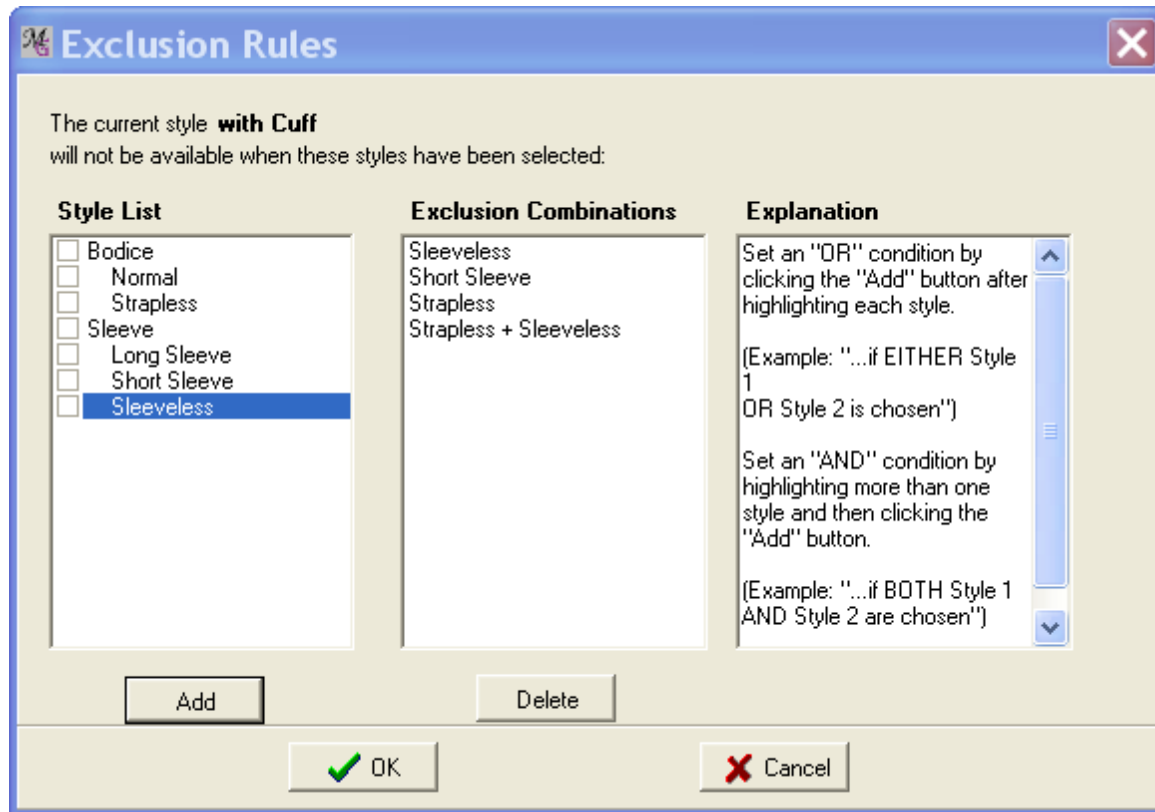 Exclusion Rules
The current style with Cuff
will not be available when these styles have been selected:
Style List
Bodice
Normal
Strapless
Sleeve
Long Sleeve
Short Sleeve
Sleeveless
Add
Exclusion Combinations
Sleeveless
Short Sleeve
Strapless
Strapless + Sleeveless
Delete
Explanation
Set an "OR" condition by
clicking the "Add" button after
highlighting each style.
(Example: "...if EITHER Style
1
OR Style 2 is chosen")
Set an "AND" condition by
highlighting more than one
style and then clicking the
"Add" button.
(Example: "...if BOTH Style 1
AND Style 2 are chosen")
OK
Cancel